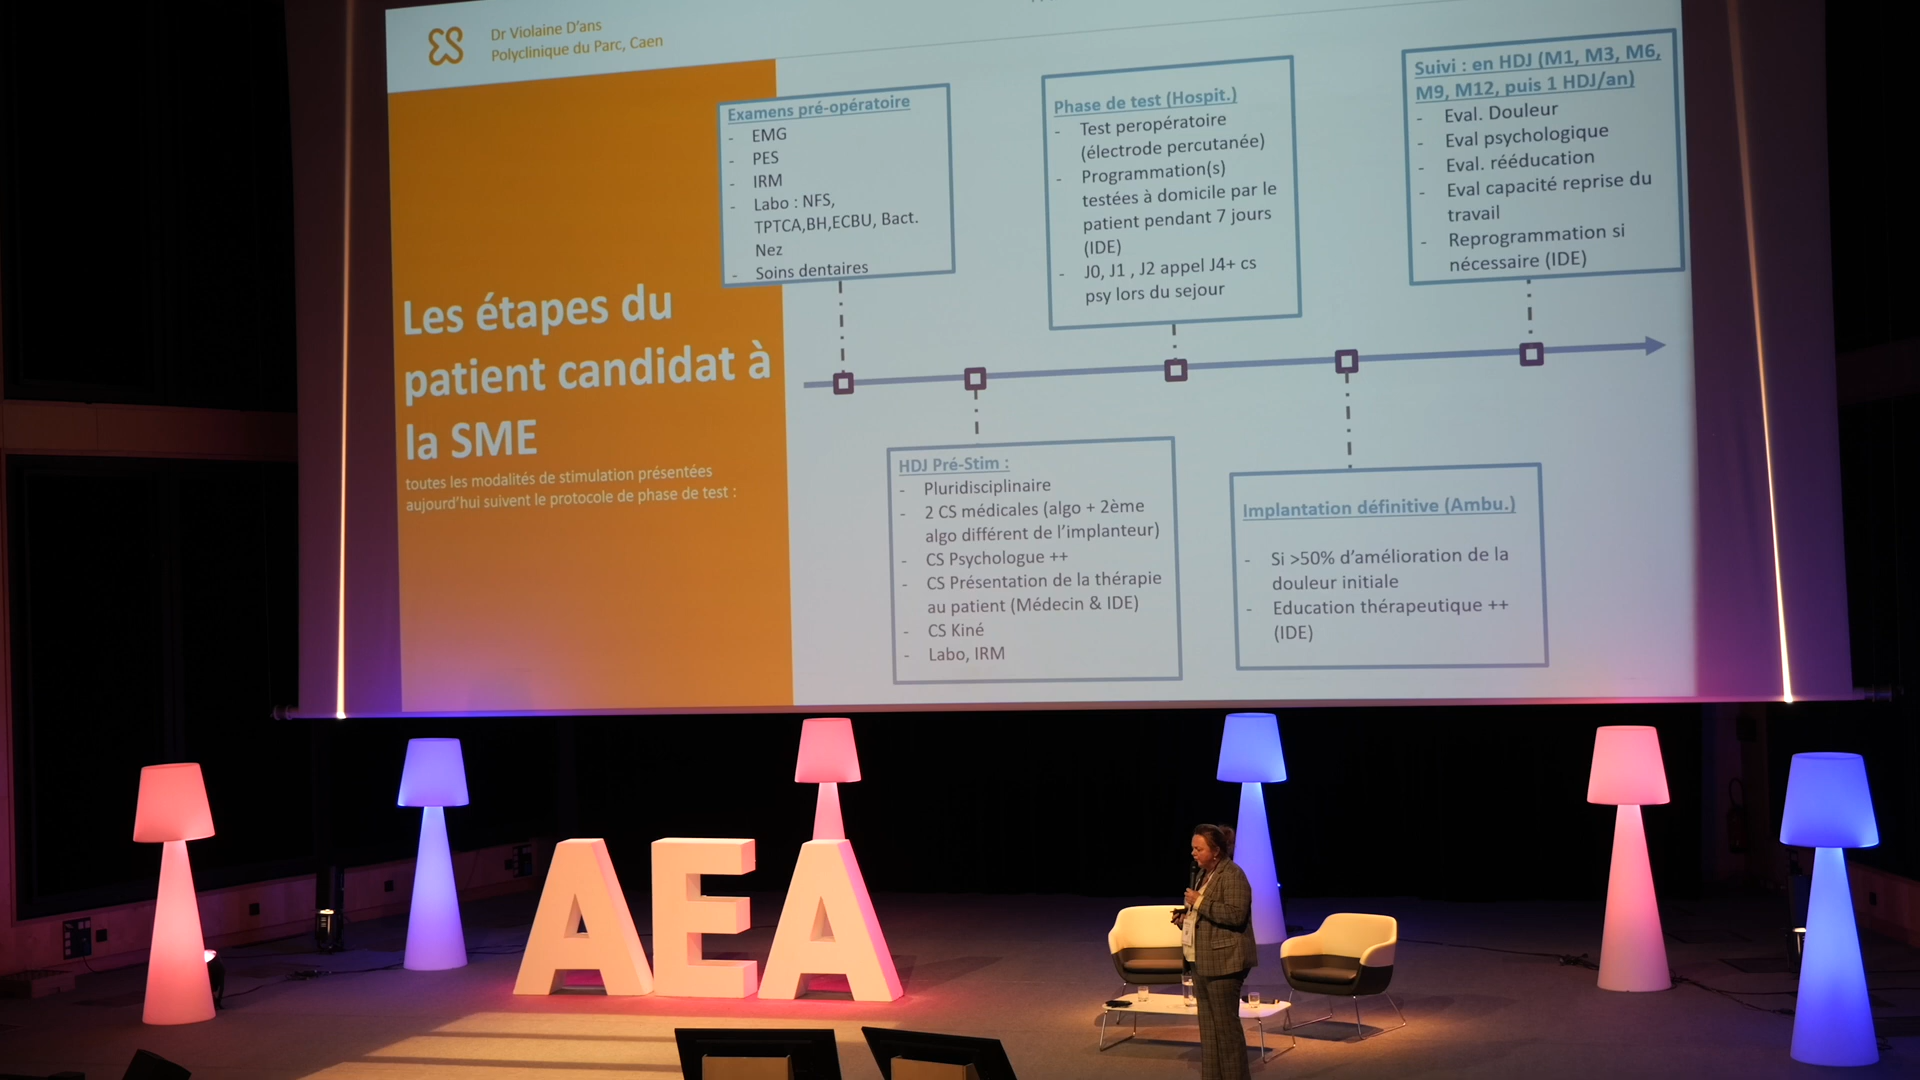 Dr Violaine D'ans
Polyclinique du Parc, Caen
Les étapes du
patient candidat à
la SME
toutes les modalités de stimulation présentées
aujourd'hui suivent le protocole de phase de test :
Examens pré-opératoire
- EMG
- PES
- IRM
- Labo : NFS,
TPTCA,BH,ECBU, Bact.
Nez
- Soins dentaires
HDJ Pré-Stim :
- Pluridisciplinaire
- 2 CS médicales (algo + 2ème
algo différent de l'implanteur)
- CS Psychologue ++
- CS Présentation de la thérapie
au patient (Médecin & IDE)
- CS Kiné
- Labo, IRM
Phase de test (Hospit.)
- Test peropératoire
(électrode percutanée)
- Programmation(s)
testées à domicile par le
patient pendant 7 jours
(IDE)
- J0, J1 , J2 appel J4+ cs
psy lors du sejour
Implantation définitive (Ambu.)
- Si >50% d'amélioration de la
douleur initiale
- Education thérapeutique ++
(IDE)
Suivi : en HDJ (M1, M3, M6,
M9, M12, puis 1 HDJ/an)
- Eval. Douleur
- Eval psychologique
- Eval. rééducation
- Eval capacité reprise du
travail
- Reprogrammation si
nécessaire (IDE)
AEA